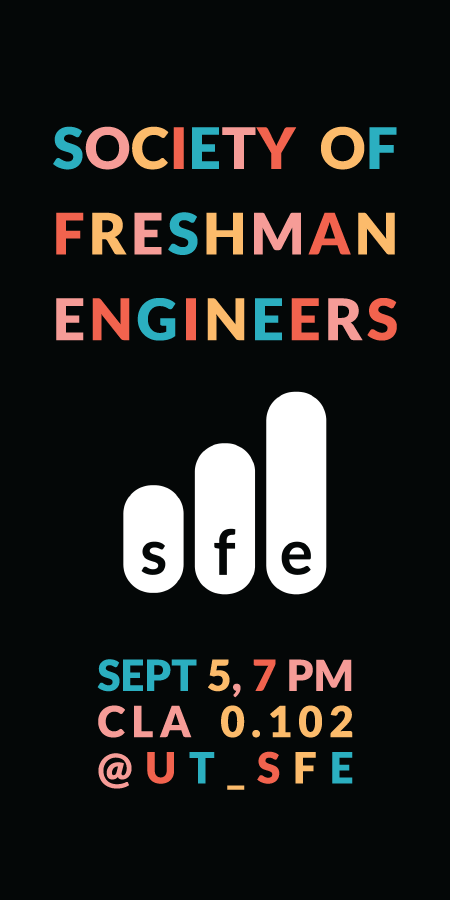 SOCIETY OF
FRESHMAN
ENGINEERS
s f e
SEPT 5, 7 PM
CLA 0.102
@UT_SFE